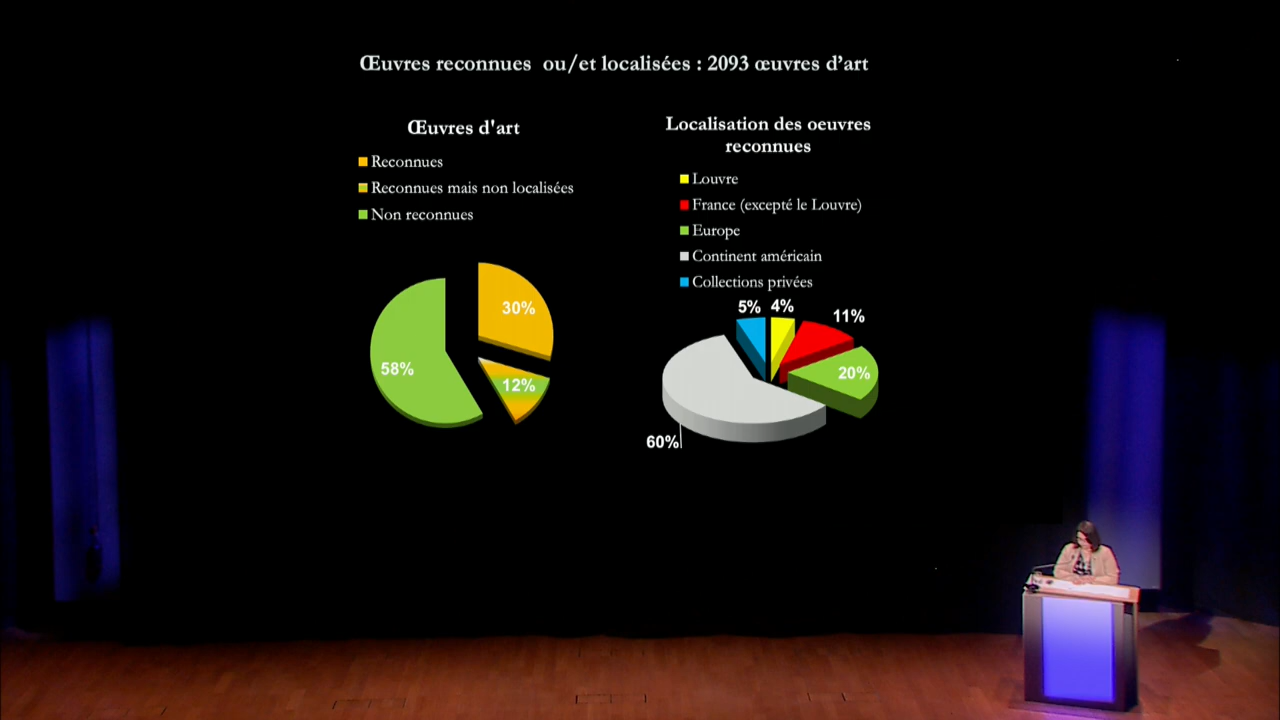 Œuvres reconnues ou/et localisées : 2093 œuvres d'art
Œuvres d'art
Reconnues
Reconnues mais non localisées
Non reconnues
30%
12%
58%
Localisation des oeuvres
reconnues
Louvre
France (excepté le Louvre)
Europe
Continent américain
Collections privées
5%
4%
11%
20%
60%